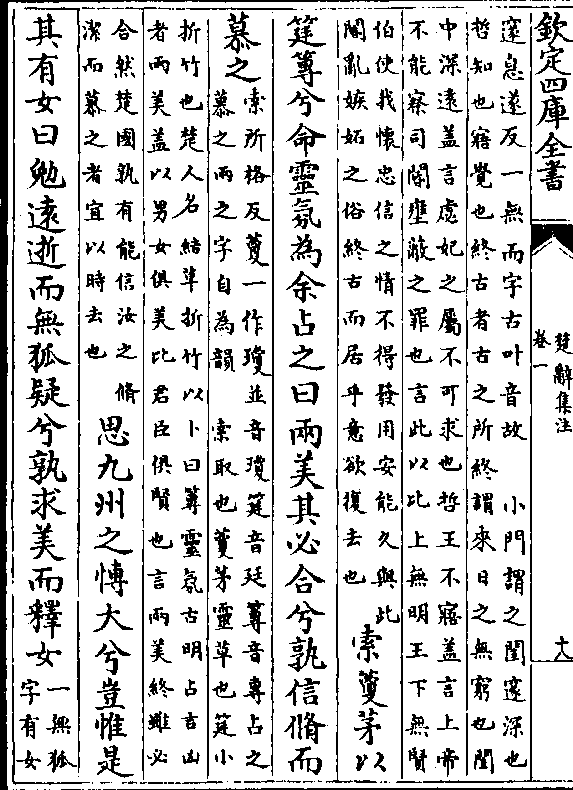 欽定四庫全書
楚辭集注
卷一
十八
邃息遂反一無而字古叶音故　小門謂之閨邃深也
哲知也寤覺也終古者古之所終謂來日之無窮也閨
中深遠蓋言虙妃之屬不可求也哲王不寤蓋言上帝
不能察司閽壅蔽之罪也言此以比上無明王下無賢
伯使我懷忠信之情不得發用安能久與此
闇亂嫉妬之俗終古而居乎意欲復去也
索藑茅以
筳篿兮命靈氛為余占之曰兩美其必合兮孰信脩而
慕之
索所格反藑一作瓊並音瓊筳音廷篿音專占之
慕之兩之字自為韻　索取也藑茅靈草也筳小
折竹也楚人名結草折竹以卜曰篿靈氛古明占吉凶
者兩美蓋以男女俱美比君臣俱賢也言兩美終雖必
合然楚國孰有能信汝之脩
潔而慕之者宜以時去也
思九州之愽大兮豈惟是
其有女曰勉遠逝而無狐疑兮孰求美而釋女
一無狐
字有女